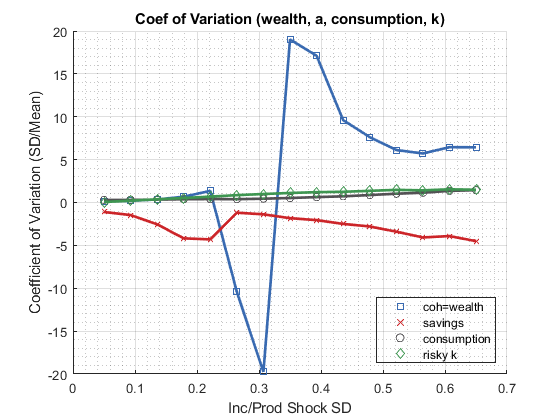 Coef of Variation (wealth, a, consumption, k)
Coefficient of Variation (SD/Mean)
20
15
10
5
0
-5
-10
-15
-20
0
0.1
0.2
0.3
0.4
0.5
0.6
0.7
coh=wealth
savings
consumption
risky k
Inc/Prod Shock SD